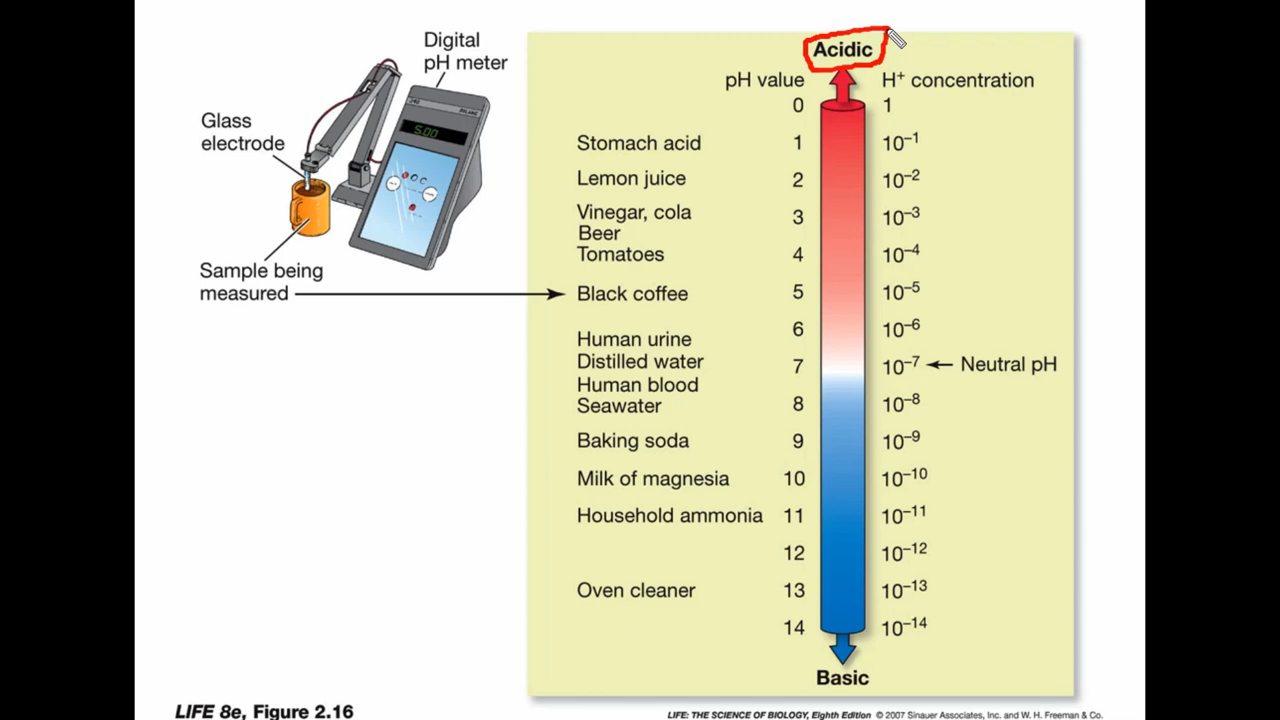 Digital
pH meter
Glass
electrode
5.00
Sample being
measured
Acidic
pH value
H⁺ concentration
0 1
Stomach acid 1 10⁻¹
Lemon juice 2 10⁻²
Vinegar, cola 3 10⁻³
Beer
Tomatoes 4 10⁻⁴
Black coffee 5 10⁻⁵
6 10⁻⁶
Human urine
Distilled water 7 10⁻⁷ Neutral pH
Human blood
Seawater 8 10⁻⁸
Baking soda 9 10⁻⁹
Milk of magnesia 10 10⁻¹⁰
Household ammonia 11 10⁻¹¹
12 10⁻¹²
Oven cleaner 13 10⁻¹³
14 10⁻¹⁴
Basic
LIFE 8e, Figure 2.16
LIFE: THE SCIENCE OF BIOLOGY, Eighth Edition © 2007 Sinauer Associates, Inc. and W. H. Freeman & Co.